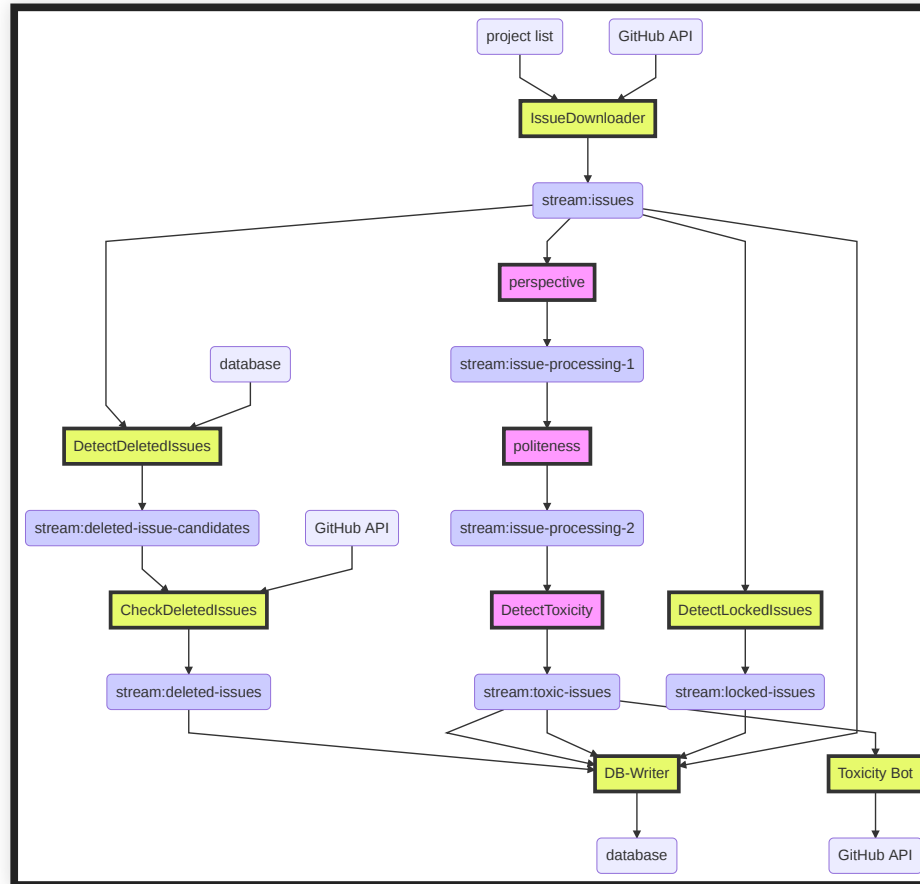 project list
GitHub API
IssueDownloader
stream:issues
perspective
database
stream:issue-processing-1
DetectDeletedIssues
politeness
stream:deleted-issue-candidates
GitHub API
stream:issue-processing-2
CheckDeletedIssues
DetectToxicity
DetectLockedIssues
stream:deleted-issues
stream:toxic-issues
stream:locked-issues
DB-Writer
Toxicity Bot
database
GitHub API